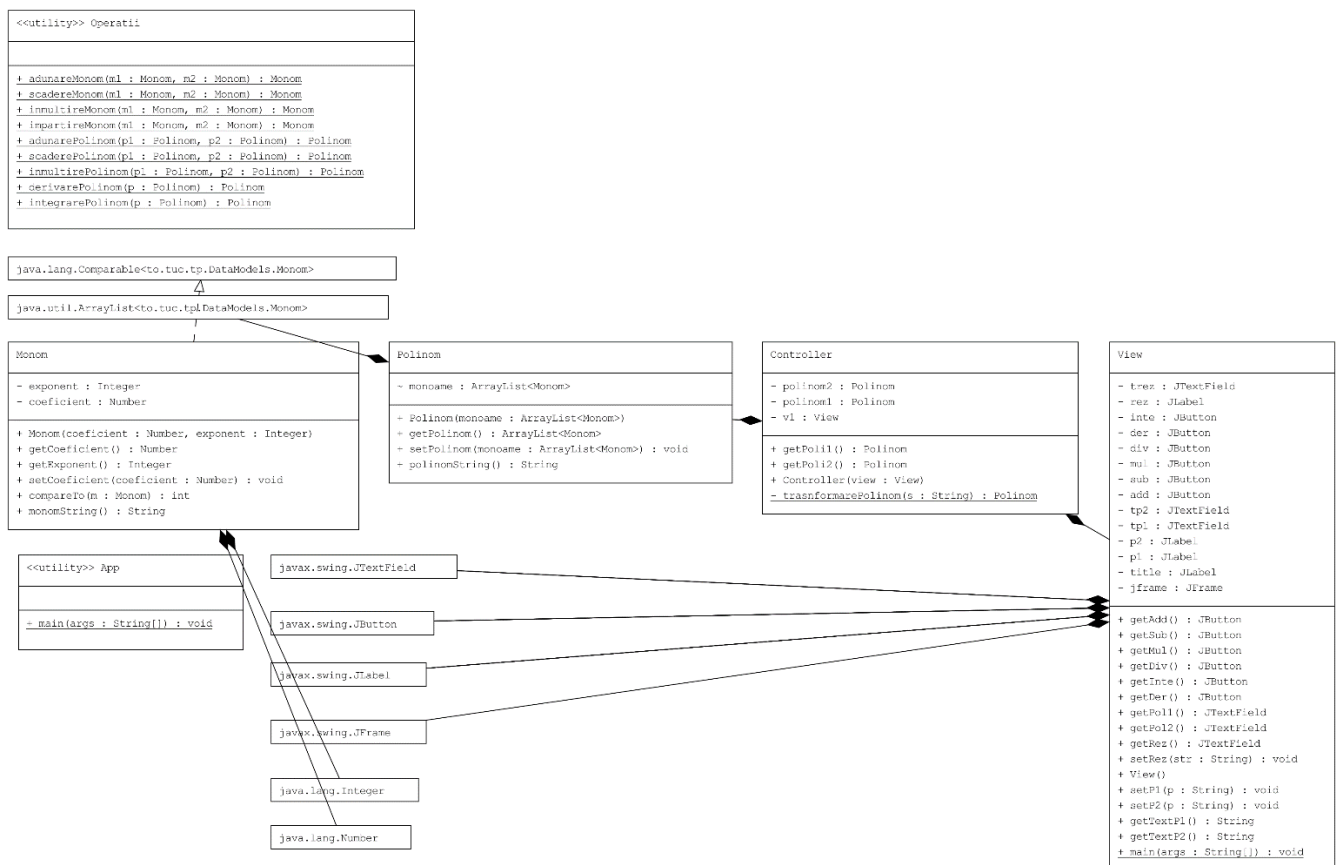 <<utility>> Operatii
+ adunareMonom(m1 : Monom, m2 : Monom) : Monom
+ scadereMonom(m1 : Monom, m2 : Monom) : Monom
+ inmultireMonom(m1 : Monom, m2 : Monom) : Monom
+ impartireMonom(m1 : Monom, m2 : Monom) : Monom
+ adunarePolinom(p1 : Polinom, p2 : Polinom) : Polinom
+ scaderePolinom(p1 : Polinom, p2 : Polinom) : Polinom
+ inmultirePolinom(p1 : Polinom, p2 : Polinom) : Polinom
+ derivarePolinom(p : Polinom) : Polinom
+ integrarePolinom(p : Polinom) : Polinom
java.lang.Comparable<to.tuc.tp.DataModels.Monom>
java.util.ArrayList<to.tuc.tp.DataModels.Monom>
Monom
- exponent : Integer
- coeficient : Number
+ Monom(coeficient : Number, exponent : Integer)
+ getCoeficient() : Number
+ getExponent() : Integer
+ setCoeficient(coeficient : Number) : void
+ compareTo(m : Monom) : int
+ monomString() : String
Polinom
~ monoame : ArrayList<Monom>
+ Polinom(monoame : ArrayList<Monom>)
+ getPolinom() : ArrayList<Monom>
+ setPolinom(monoame : ArrayList<Monom>) : void
+ polinomString() : String
Controller
- polinom2 : Polinom
- polinom1 : Polinom
- v1 : View
+ getPoli1() : Polinom
+ getPoli2() : Polinom
+ Controller(view : View)
- trasnformarePolinom(s : String) : Polinom
View
- trez : JTextField
- rez : JLabel
- inte : JButton
- der : JButton
- div : JButton
- mul : JButton
- sub : JButton
- add : JButton
- tp2 : JTextField
- tp1 : JTextField
- p2 : JLabel
- p1 : JLabel
- title : JLabel
- jframe : JFrame
+ getAdd() : JButton
+ getSub() : JButton
+ getMul() : JButton
+ getDiv() : JButton
+ getInte() : JButton
+ getDer() : JButton
+ getPol1() : JTextField
+ getPol2() : JTextField
+ getRez() : JTextField
+ setRez(str : String) : void
+ View()
+ setP1(p : String) : void
+ setP2(p : String) : void
+ getTextP1() : String
+ getTextP2() : String
+ main(args : String[]) : void
<<utility>> App
+ main(args : String[]) : void
javax.swing.JTextField
javax.swing.JButton
javax.swing.JLabel
javax.swing.JFrame
java.lang.Integer
java.lang.Number